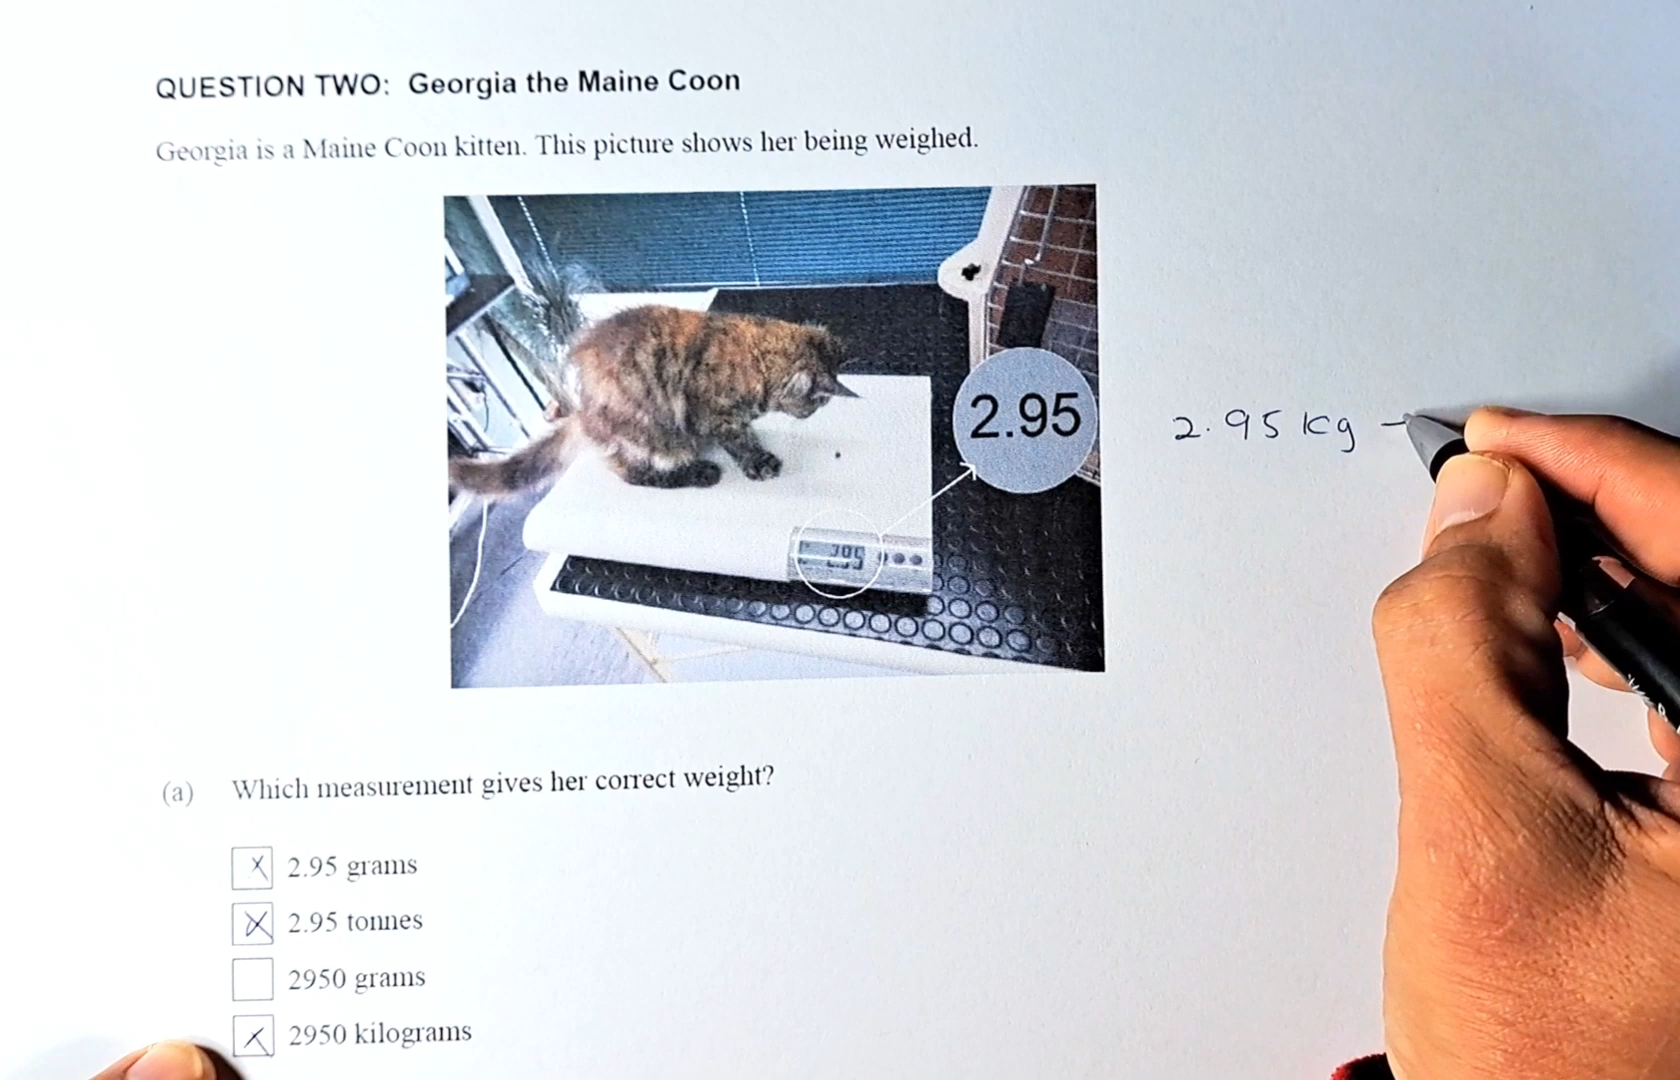 QUESTION TWO: Georgia the Maine Coon
Georgia is a Maine Coon kitten. This picture shows her being weighed.
2.95
2.95 kg -
2.95
(a) Which measurement gives her correct weight?
X 2.95 grams
X 2.95 tonnes
2950 grams
X 2950 kilograms